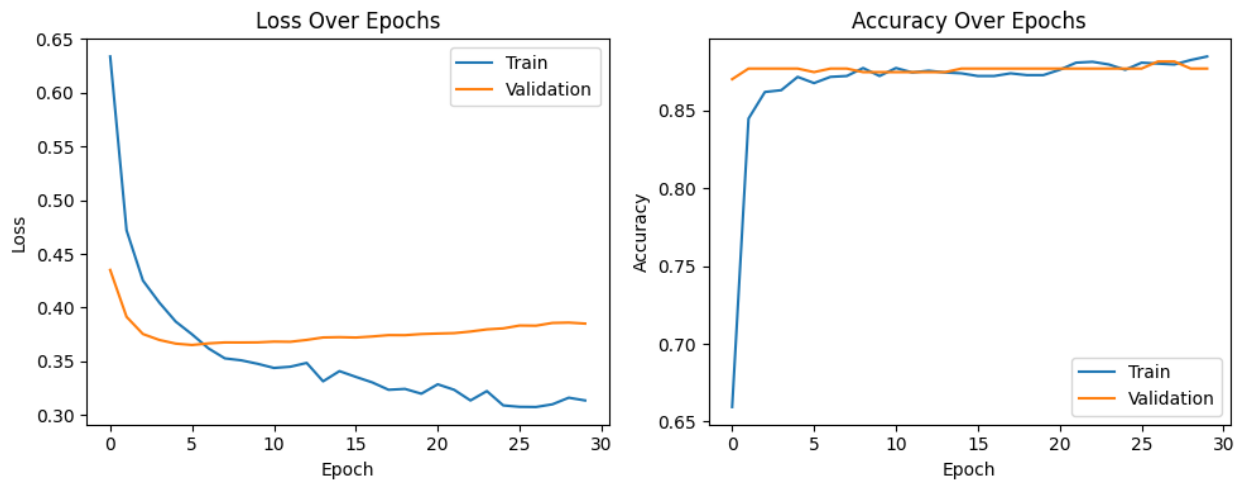 Loss Over Epochs
0.65
0.60
0.55
0.50
0.45
0.40
0.35
0.30
Loss
0
5
10
15
20
25
30
Epoch
Train
Validation
Accuracy Over Epochs
0.85
0.80
0.75
0.70
0.65
Accuracy
0
5
10
15
20
25
30
Epoch
Train
Validation